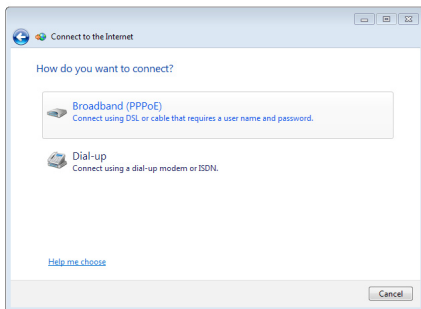 Connect to the Internet
How do you want to connect?
Broadband (PPPoE)
Connect using DSL or cable that requires a user name and password.
Dial-up
Connect using a dial-up modem or ISDN.
Help me choose
Cancel